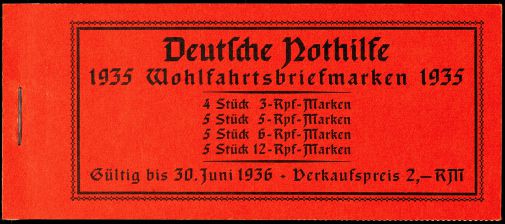 Deutsche Nothilfe
1935 Wohlfahrtsbriefmarken 1935
4 Stück 3-Rpf-Marken
5 Stück 5-Rpf-Marken
5 Stück 6-Rpf-Marken
5 Stück 12-Rpf-Marken
Gültig bis 30. Juni 1936 - Verkaufspreis 2,— RM